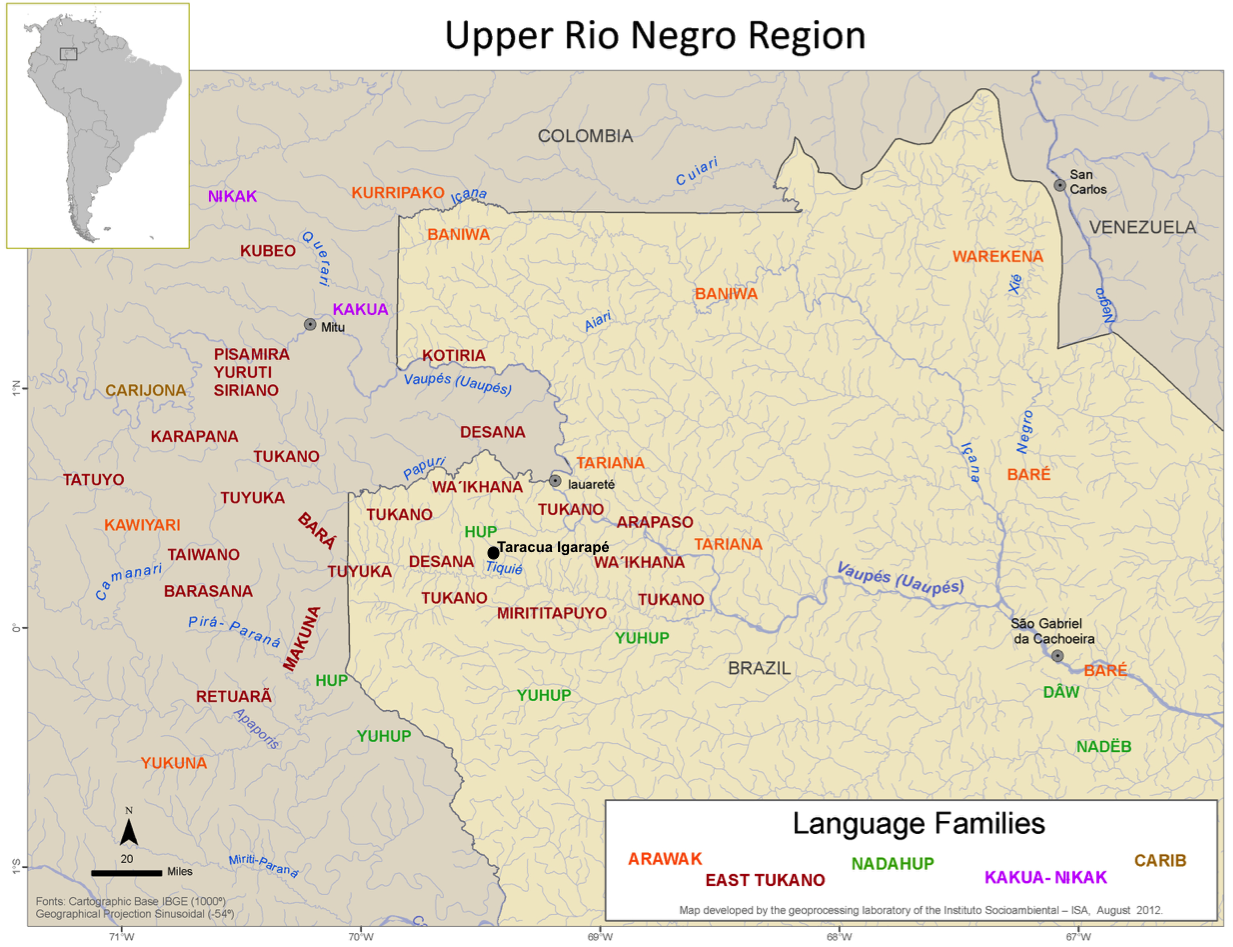 Upper Rio Negro Region
COLOMBIA
Cuiari
San
Carlos
NIKAK
KURRIPAKO
Içana
VENEZUELA
BANIWA
KUBEO
Querari
WAREKENA
Xié
BANIWA
Negro
KAKUA
Mitu
Aiari
PISAMIRA
YURUTI
SIRIANO
KOTIRIA
Vaupés (Uaupés)
1°N
CARIJONA
KARAPANA
DESANA
Negro
TUKANO
Papuri
TARIANA
Içana
BARÉ
TATUYO
WA´IKHANA
Iauareté
TUYUKA
TUKANO
TUKANO
KAWIYARI
BARÁ
HUP
ARAPASO
Taracua Igarapé
TARIANA
TAIWANO
DESANA
Tiquié
WA´IKHANA
Camanari
TUYUKA
Vaupés (Uaupés)
BARASANA
TUKANO
TUKANO
MIRITITAPUYO
0°
Pirá- Paraná
MAKUNA
YUHUP
São Gabriel
da Cachoeira
BRAZIL
BARÉ
HUP
DÂW
RETUARÃ
YUHUP
Apaporis
YUHUP
NADËB
YUKUNA
N
20
Miles
Miriti-Paraná
1°S
Fonts: Cartographic Base IBGE (1000º)
Geographical Projection Sinusoidal (-54º)
Language Families
ARAWAK
EAST TUKANO
NADAHUP
KAKUA- NIKAK
CARIB
Map developed by the geoprocessing laboratory of the Instituto Socioambiental – ISA, August 2012.
71°W
70°W
69°W
68°W
67°W